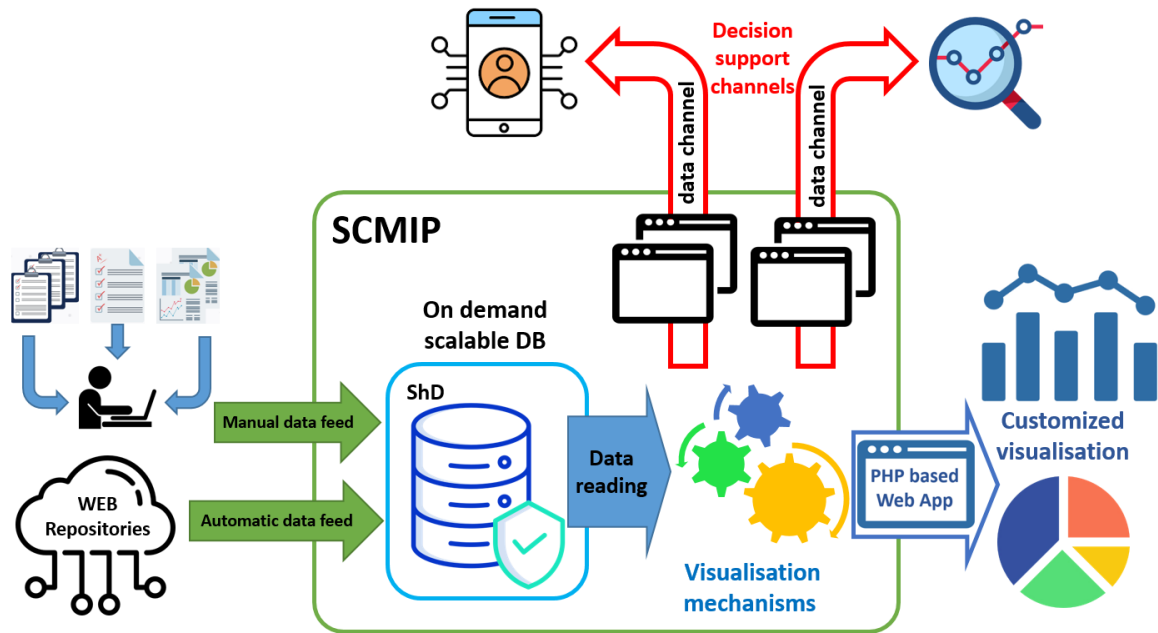 Decision
support
channels
data channel
data channel
SCMIP
On demand
scalable DB
ShD
Manual data feed
WEB
Repositories
Automatic data feed
Data
reading
Visualisation
mechanisms
PHP based
Web App
Customized
visualisation